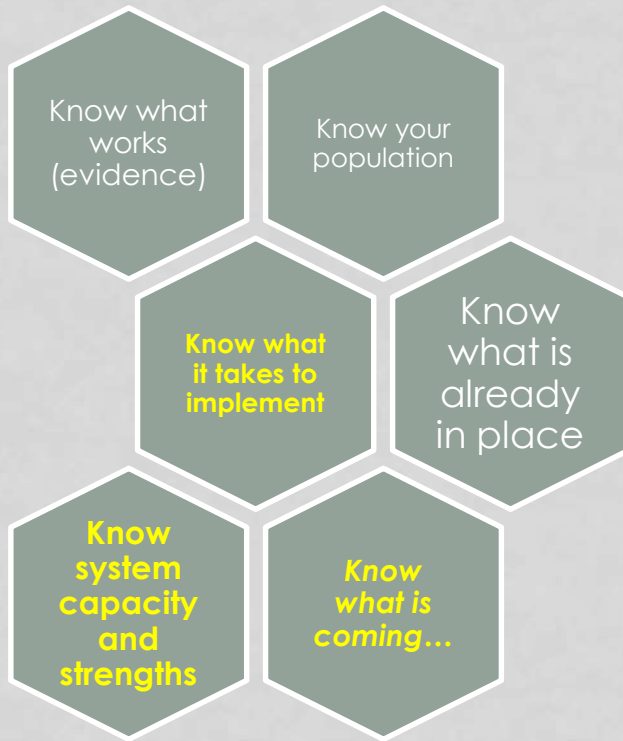 Know what
works
(evidence)
Know your
population
Know what
it takes to
implement
Know
what is
already
in place
Know
system
capacity
and
strengths
Know
what is
coming…